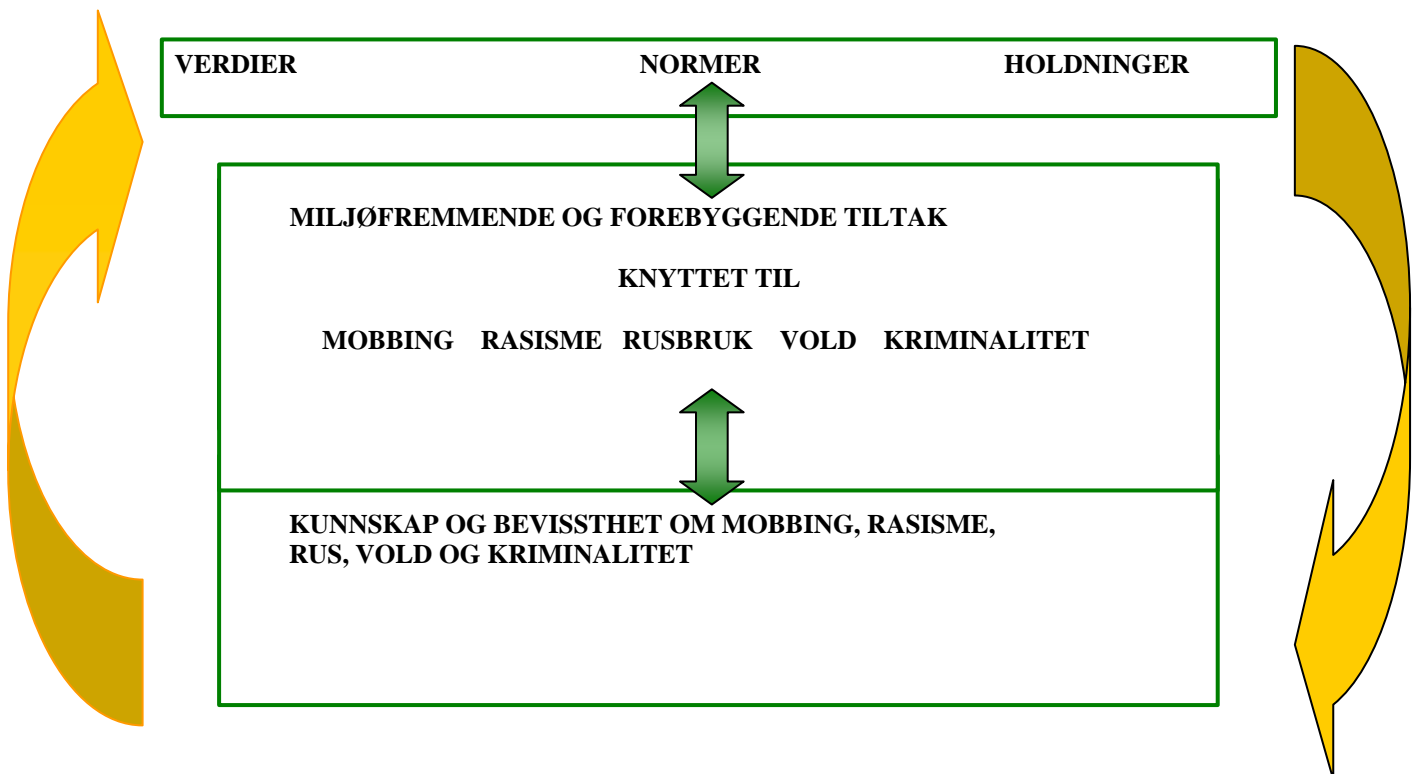 VERDIER NORMER HOLDNINGER
MILJØFREMMENDE OG FOREBYGGENDE TILTAK
KNYTTET TIL
MOBBING RASISME RUSBRUK VOLD KRIMINALITET
KUNNSKAP OG BEVISSTHET OM MOBBING, RASISME,
RUS, VOLD OG KRIMINALITET